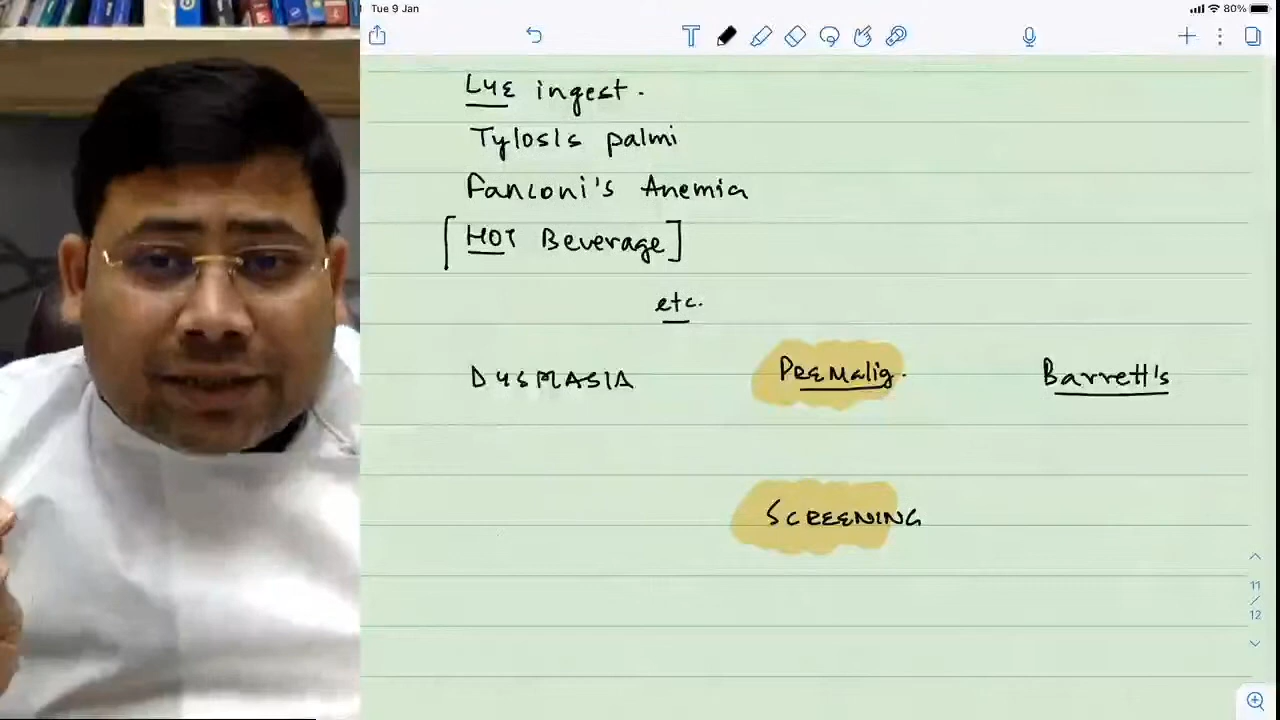 Tue 9 Jan
80%
Lye ingest.
Tylosis palmi
Fanconi's Anemia
[HOT Beverage]
etc.
DYSPLASIA PREMalig. Barrett's
SCREENING
11
/
12